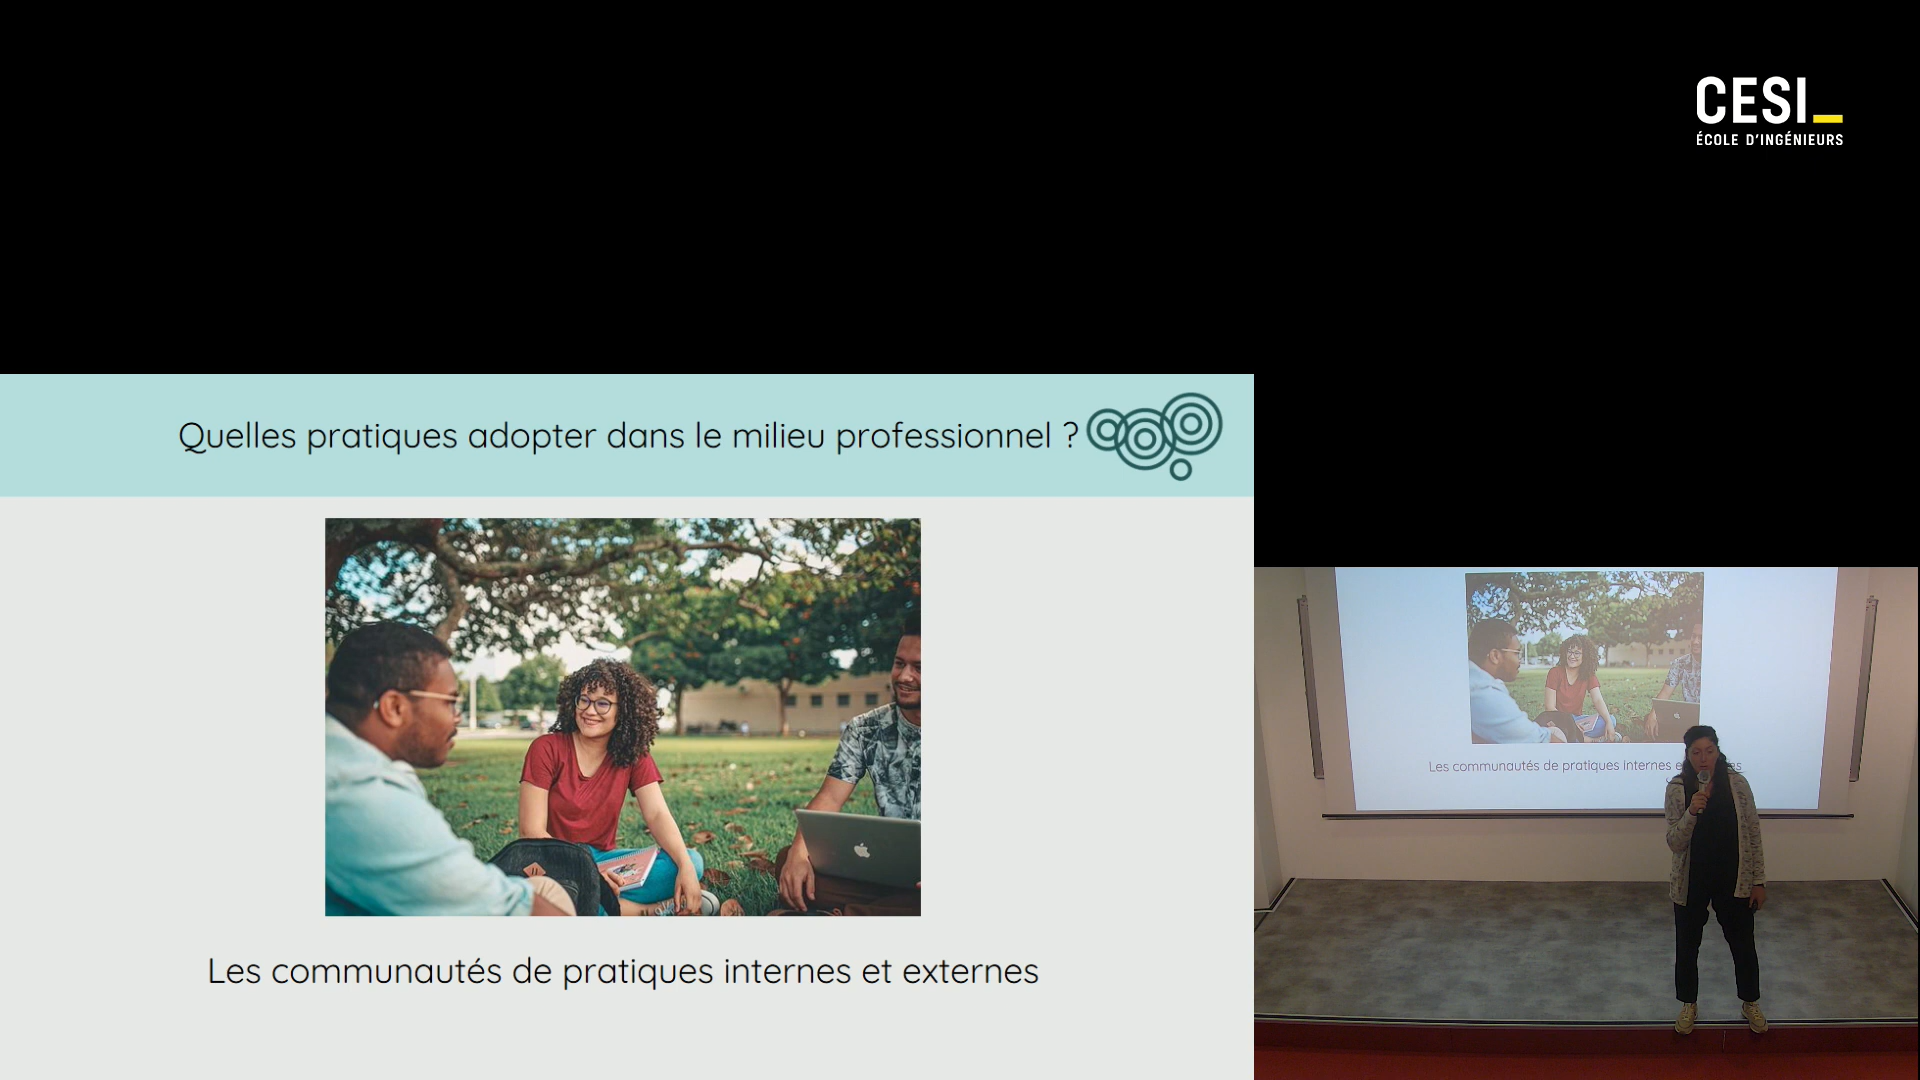 CESI_
ÉCOLE D'INGÉNIEURS
Quelles pratiques adopter dans le milieu professionnel ?
Les communautés de pratiques internes et externes
Les communautés de pratiques internes e